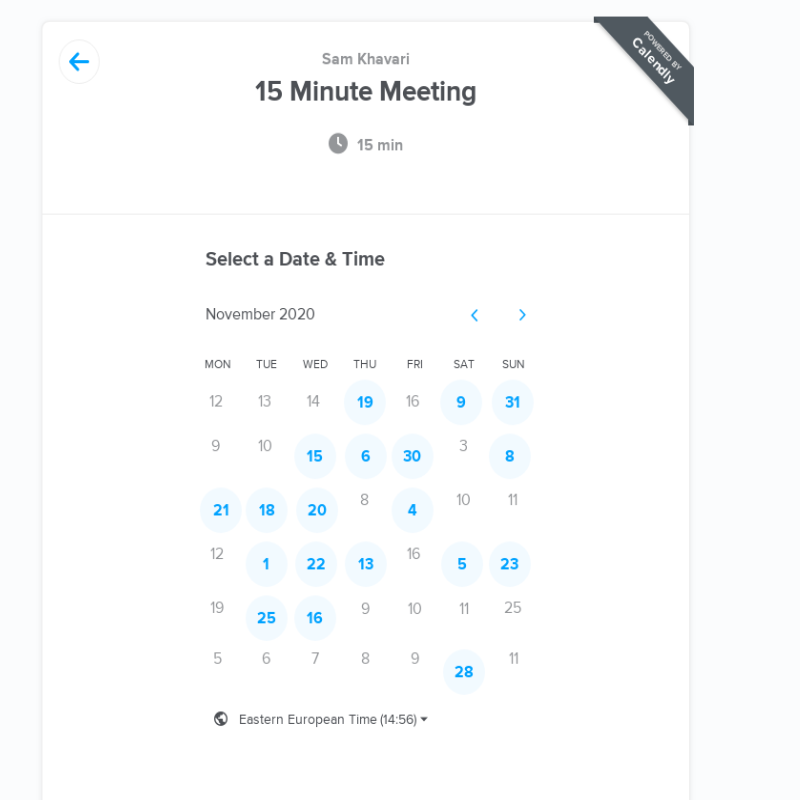 Sam Khavari
15 Minute Meeting
15 min
POWERED BY
Calendly
Select a Date & Time
November 2020
MON TUE WED THU FRI SAT SUN
12 13 14 19 16 9 31
9 10 15 6 30 3 8
21 18 20 8 4 10 11
12 1 22 13 16 5 23
19 25 16 9 10 11 25
5 6 7 8 9 28 11
Eastern European Time (14:56)